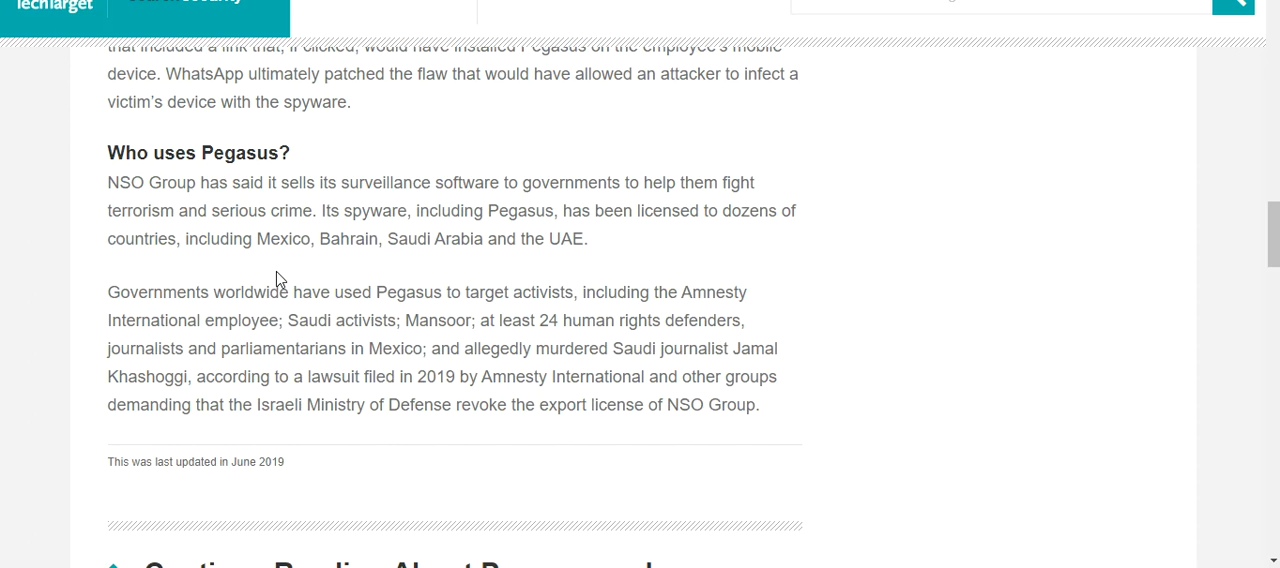 TechTarget
that included a link that, if clicked, would have installed Pegasus on the employee's mobile
device. WhatsApp ultimately patched the flaw that would have allowed an attacker to infect a
victim's device with the spyware.
Who uses Pegasus?
NSO Group has said it sells its surveillance software to governments to help them fight
terrorism and serious crime. Its spyware, including Pegasus, has been licensed to dozens of
countries, including Mexico, Bahrain, Saudi Arabia and the UAE.
Governments worldwide have used Pegasus to target activists, including the Amnesty
International employee; Saudi activists; Mansoor; at least 24 human rights defenders,
journalists and parliamentarians in Mexico; and allegedly murdered Saudi journalist Jamal
Khashoggi, according to a lawsuit filed in 2019 by Amnesty International and other groups
demanding that the Israeli Ministry of Defense revoke the export license of NSO Group.
This was last updated in June 2019
Continue Reading About